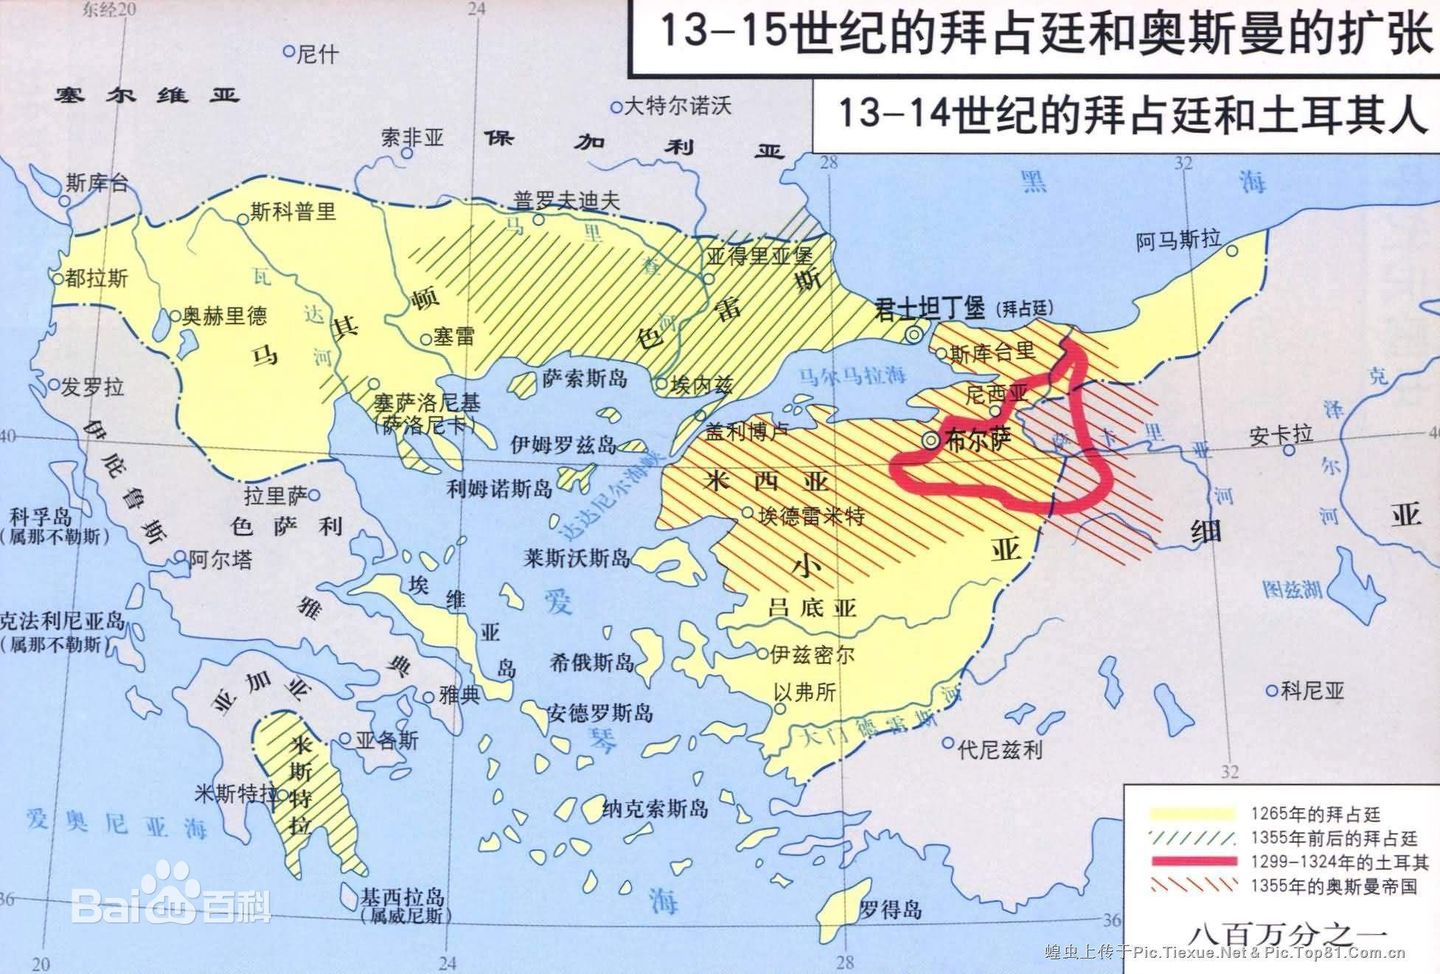 东经20
24
13-15世纪的拜占廷和奥斯曼的扩张
尼什
塞尔维亚
大特尔诺沃
13-14世纪的拜占廷和土耳其人
索非亚
保加利亚
28
32
黑海
斯库台
普罗夫迪夫
斯科普里
马里查河
阿马斯拉
都拉斯
瓦达河
亚得里亚堡
奥赫里德
马其顿
色雷斯
君士坦丁堡(拜占廷)
塞雷
斯库台里
发罗拉
萨索斯岛
埃内兹
马尔马拉海
克泽尔河
塞萨洛尼基
(萨洛尼卡)
尼西亚
40
伊庇鲁斯
伊姆罗兹岛
盖利博卢
布尔萨
萨卡里亚河
安卡拉
40
拉里萨
利姆诺斯岛
达达尼尔海峡
米西亚
科孚岛
(属那不勒斯)
色萨利
埃德雷米特
小亚细亚
阿尔塔
莱斯沃斯岛
埃维亚岛
爱琴海
图兹湖
克法利尼亚岛
(属那不勒斯)
雅典
吕底亚
希俄斯岛
伊兹密尔
亚加亚
雅典
以弗所
科尼亚
安德罗斯岛
大门德雷斯河
亚各斯
代尼兹利
米斯特拉
米斯特拉
32
纳克索斯岛
爱奥尼亚海
1265年的拜占廷
1355年前后的拜占廷
1299-1324年的土耳其
1355年的奥斯曼帝国
36
Bai百科
基西拉岛
(属威尼斯)
罗得岛
36
八百万分之一
蝗虫上传于Pic.Tiexue.Net & Pic.Top81.Com.cn
20
24
28